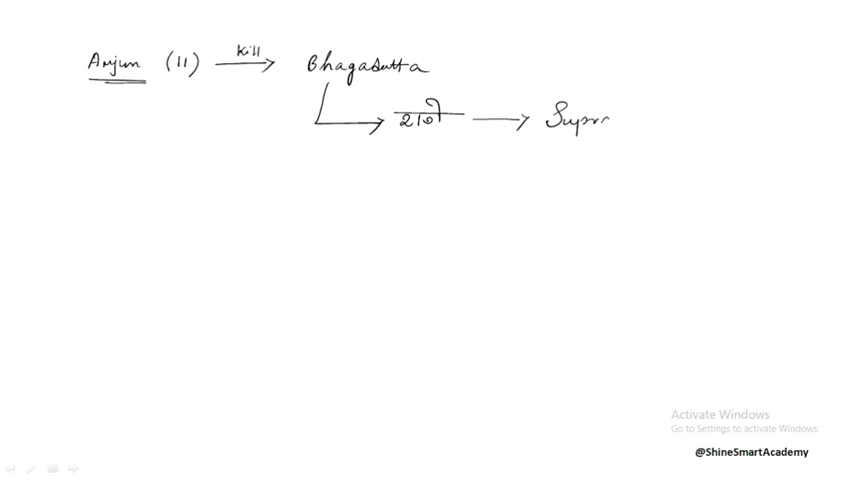 Arjun (11) kill → Bhagadutta
→ → Supr
Activate Windows
Go to Settings to activate Windows.
@ShineSmartAcademy